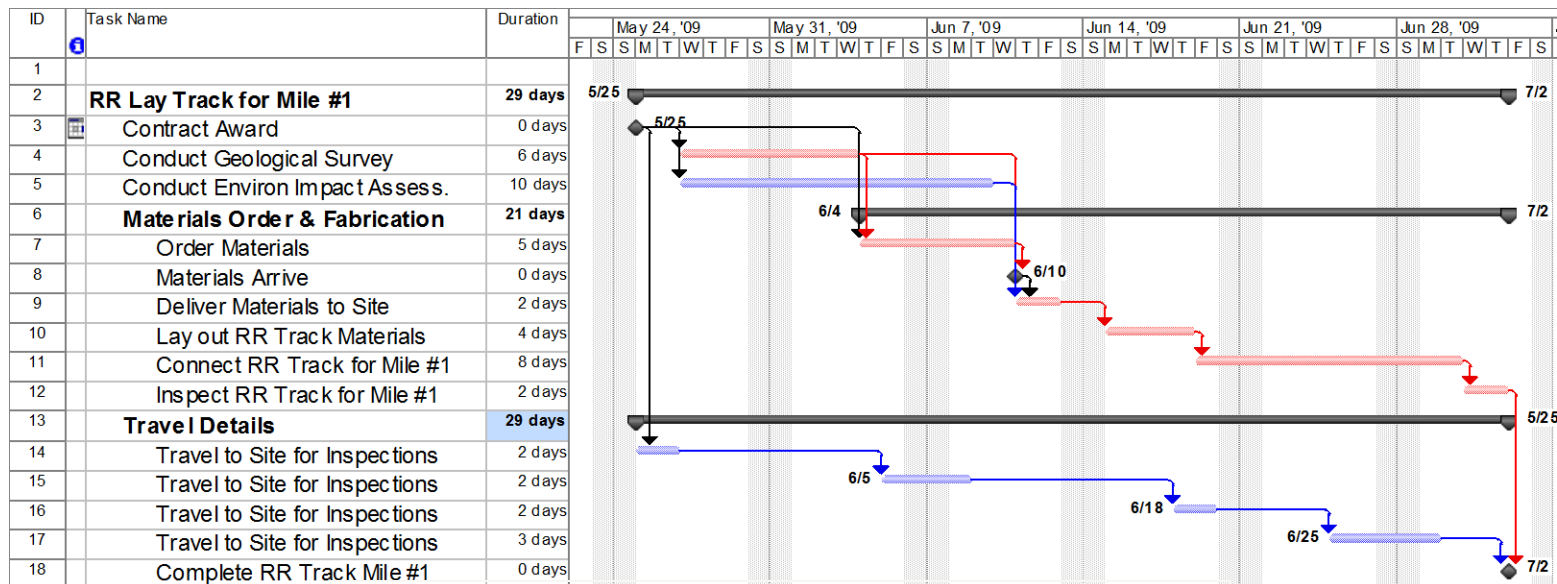 ID Task Name Duration May 24, '09 May 31, '09 Jun 7, '09 Jun 14, '09 Jun 21, '09 Jun 28, '09
i F S S M T W T F S S M T W T F S S M T W T F S S M T W T F S S M T W T F S S M T W T F S
1
2 RR Lay Track for Mile #1 29 days 5/25 7/2
3 Contract Award 0 days 5/25
4 Conduct Geological Survey 6 days
5 Conduct Environ Impact Assess. 10 days
6 Materials Order & Fabrication 21 days 6/4 7/2
7 Order Materials 5 days
8 Materials Arrive 0 days 6/10
9 Deliver Materials to Site 2 days
10 Lay out RR Track Materials 4 days
11 Connect RR Track for Mile #1 8 days
12 Inspect RR Track for Mile #1 2 days
13 Travel Details 29 days 5/25
14 Travel to Site for Inspections 2 days
15 Travel to Site for Inspections 2 days 6/5
16 Travel to Site for Inspections 2 days 6/18
17 Travel to Site for Inspections 3 days 6/25
18 Complete RR Track Mile #1 0 days 7/2